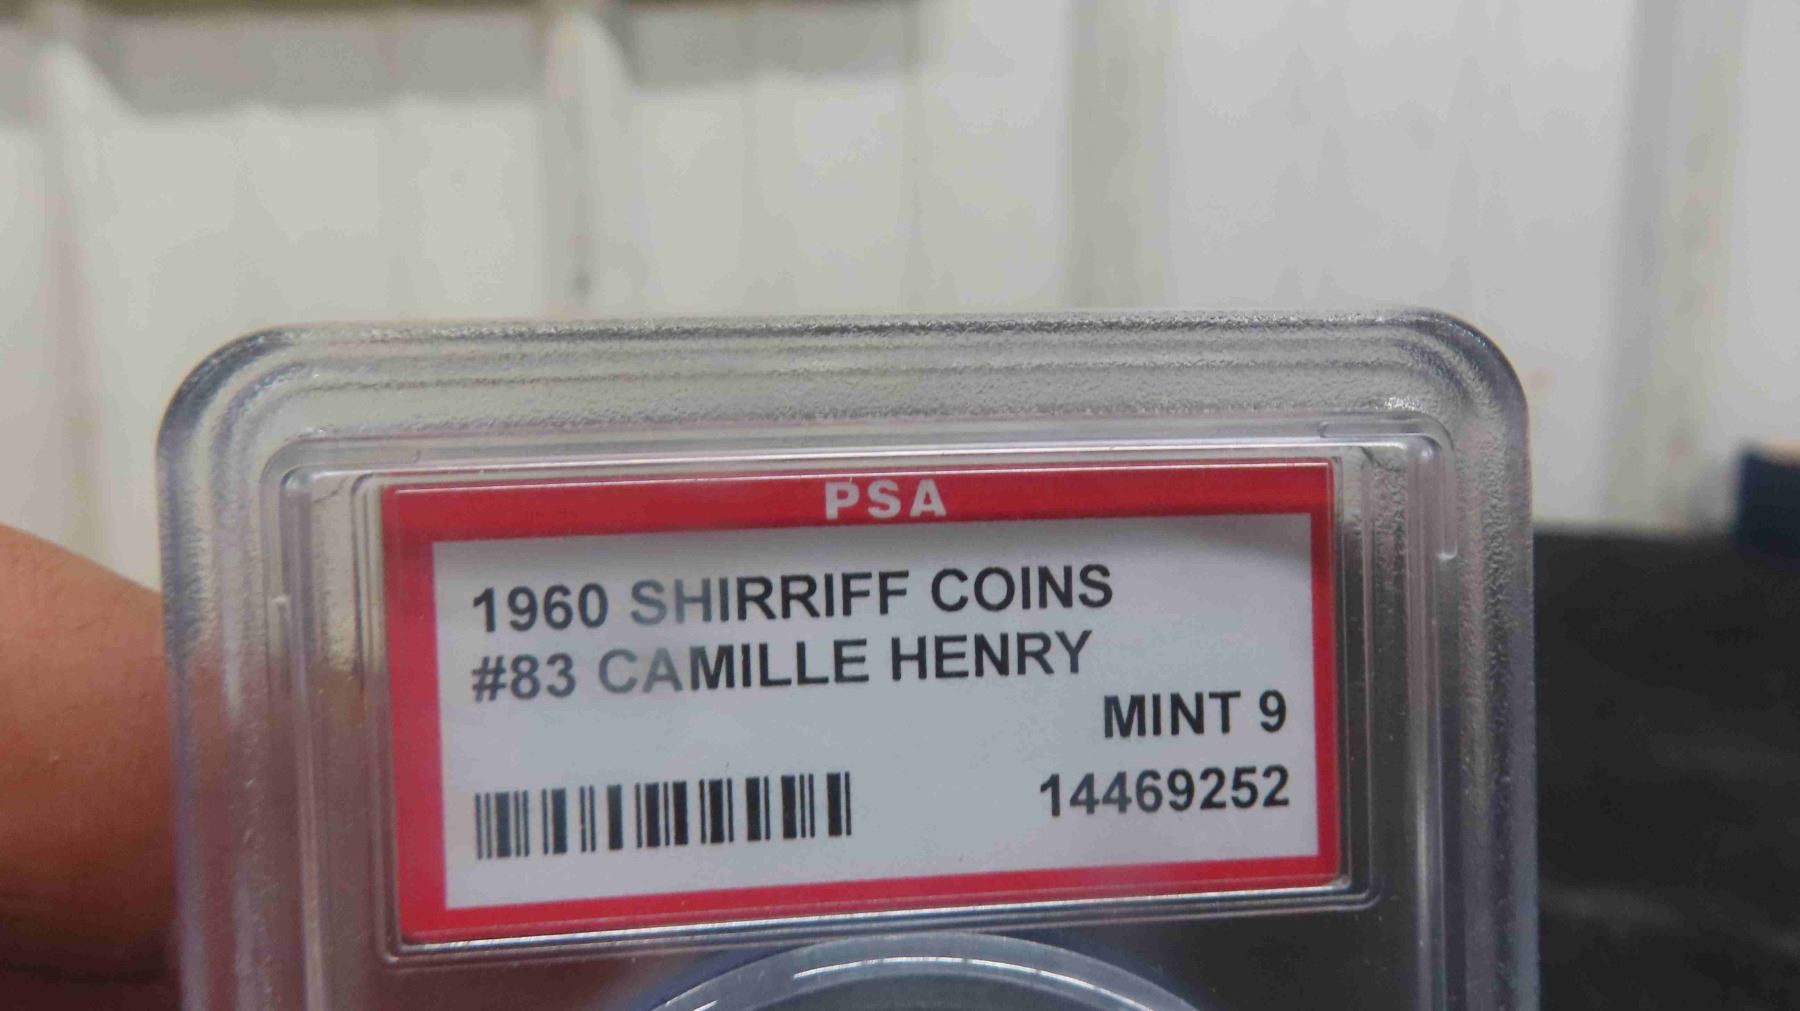 PSA
1960 SHIRRIFF COINS
#83 CAMILLE HENRY
MINT 9
14469252